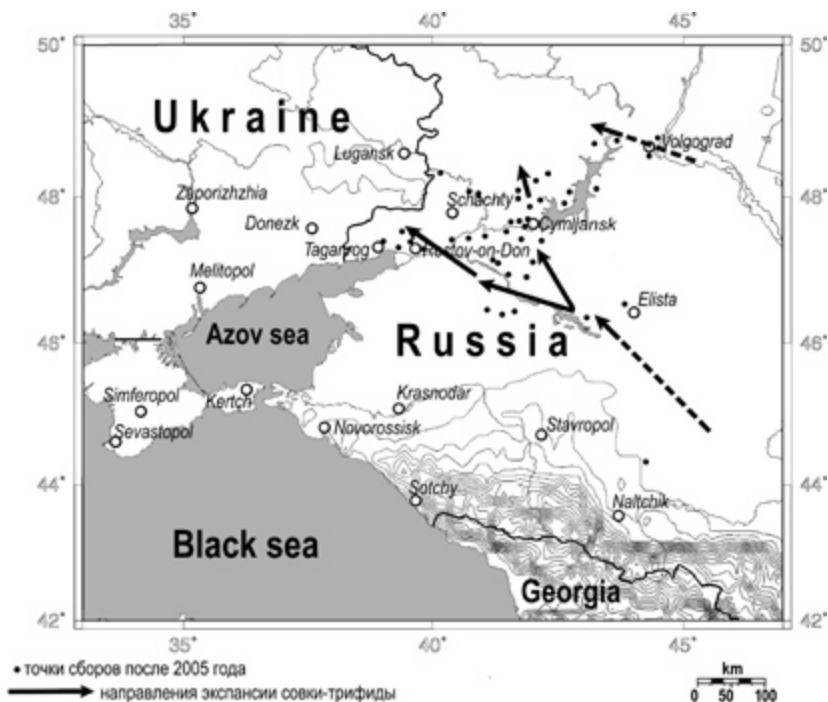 35° 40° 45°
50° 50°
Ukraine
Lugansk
Volgograd
48° 48°
Zaporizhzhia
Schachty
Donezk
Cymljansk
Taganrog
Rostov-on-Don
Melitopol
Elista
Azov sea
Russia
46° 46°
Simferopol
Kertch
Krasnodar
Sevastopol
Novorossisk
Stavropol
44° 44°
Sotchy
Naltchik
Black sea
Georgia
42° 42°
35° 40° 45°
точки сборов после 2005 года
направления экспансии совки-трифиды
km
0 50 100